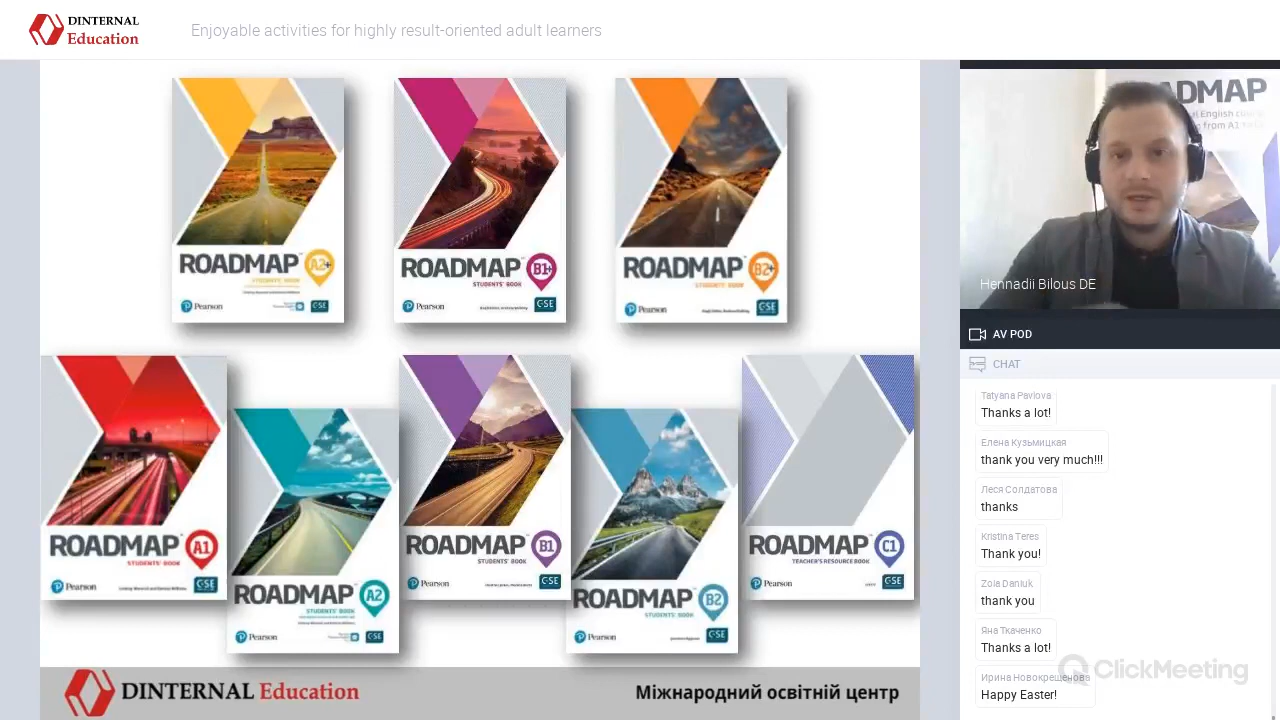 DINTERNAL
Education
Enjoyable activities for highly result-oriented adult learners
ROADMAP A2+
STUDENTS' BOOK
Pearson
GSE
ROADMAP B1+
STUDENTS' BOOK
Pearson
GSE
ROADMAP B2+
STUDENTS' BOOK
Pearson
GSE
ROADMAP A1
STUDENTS' BOOK
Pearson
GSE
ROADMAP A2
STUDENTS' BOOK
Pearson
GSE
ROADMAP B1
STUDENTS' BOOK
Pearson
GSE
ROADMAP B2
STUDENTS' BOOK
Pearson
GSE
ROADMAP C1
TEACHER'S RESOURCE BOOK
Pearson
GSE
DINTERNAL Education
Міжнародний освітній центр
ADMAP
Hennadii Bilous DE
AV POD
CHAT
Tatyana Pavlova
Thanks a lot!
Елена Кузьмицкая
thank you very much!!!
Леся Солдатова
thanks
Kristina Teres
Thank you!
Zola Daniuk
thank you
Яна Ткаченко
Thanks a lot!
Ирина Новокрещенова
Happy Easter!
ClickMeeting